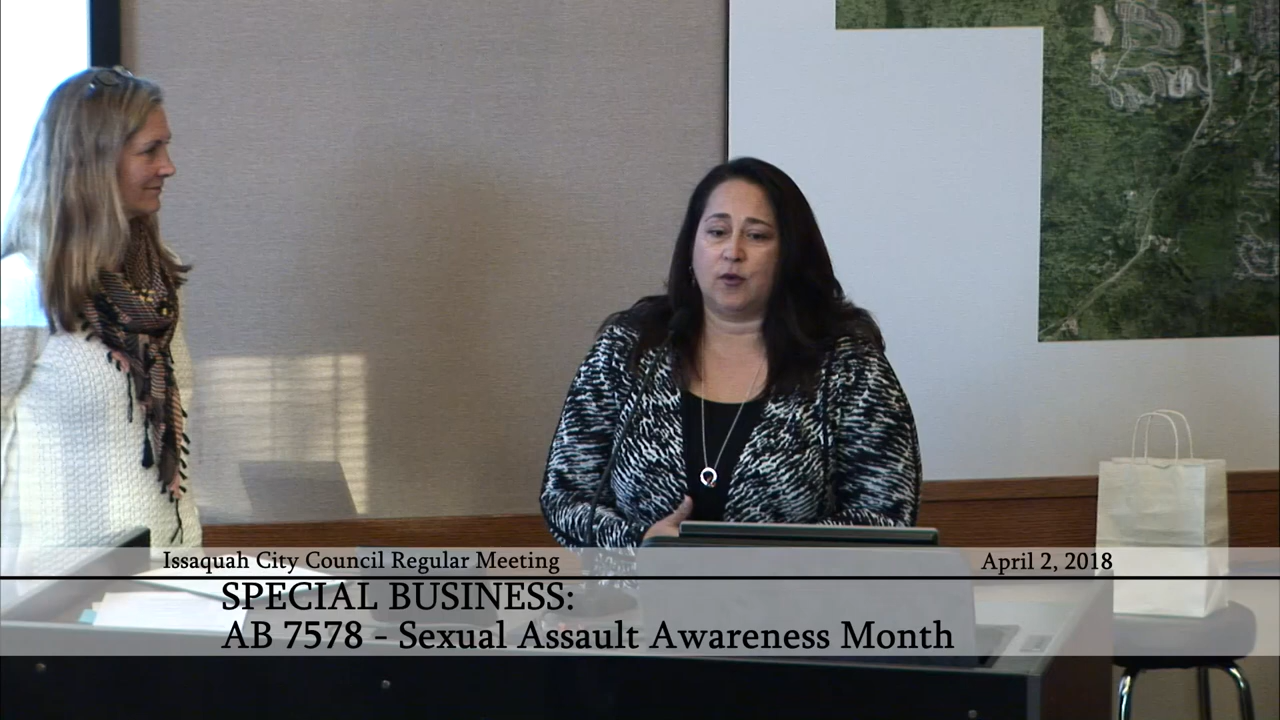 Issaquah City Council Regular Meeting April 2, 2018
SPECIAL BUSINESS:
AB 7578 - Sexual Assault Awareness Month